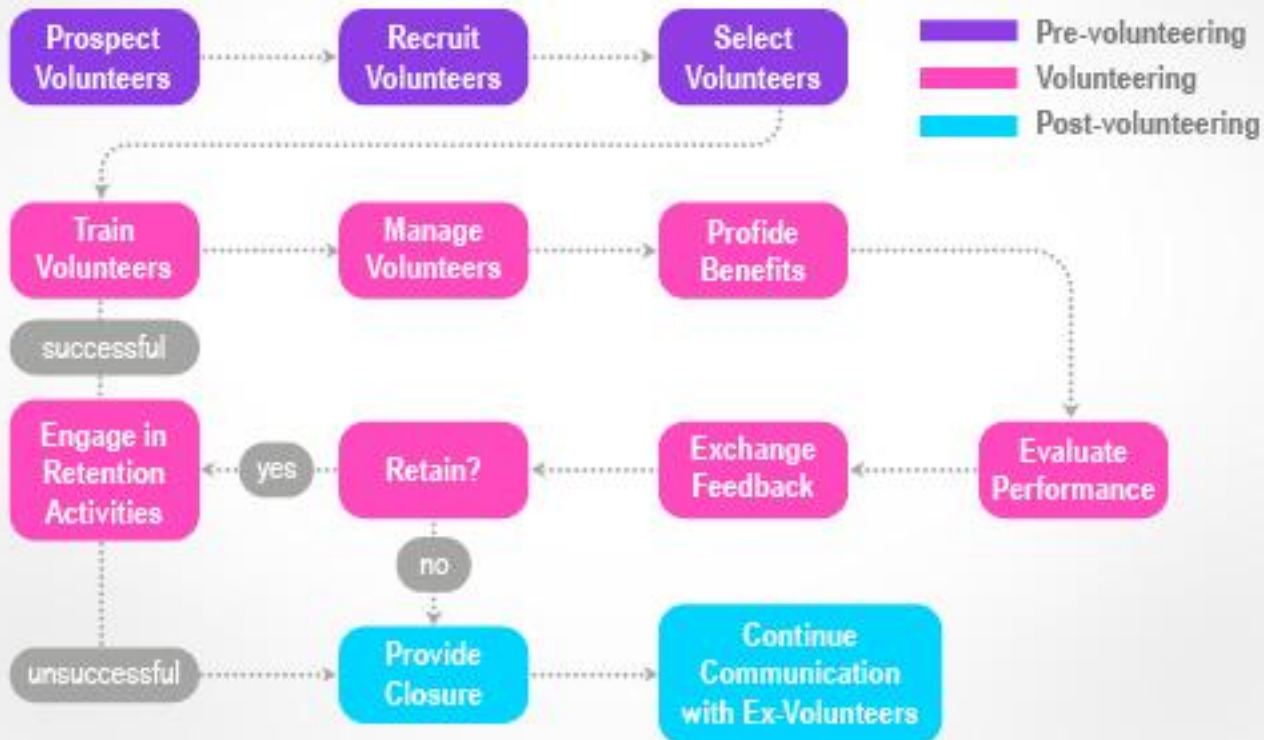 Prospect
Volunteers
Recruit
Volunteers
Select
Volunteers
Pre-volunteering
Volunteering
Post-volunteering
Train
Volunteers
Manage
Volunteers
Profide
Benefits
successful
Engage in
Retention
Activities
yes
Retain?
Exchange
Feedback
Evaluate
Performance
no
unsuccessful
Provide
Closure
Continue
Communication
with Ex-Volunteers